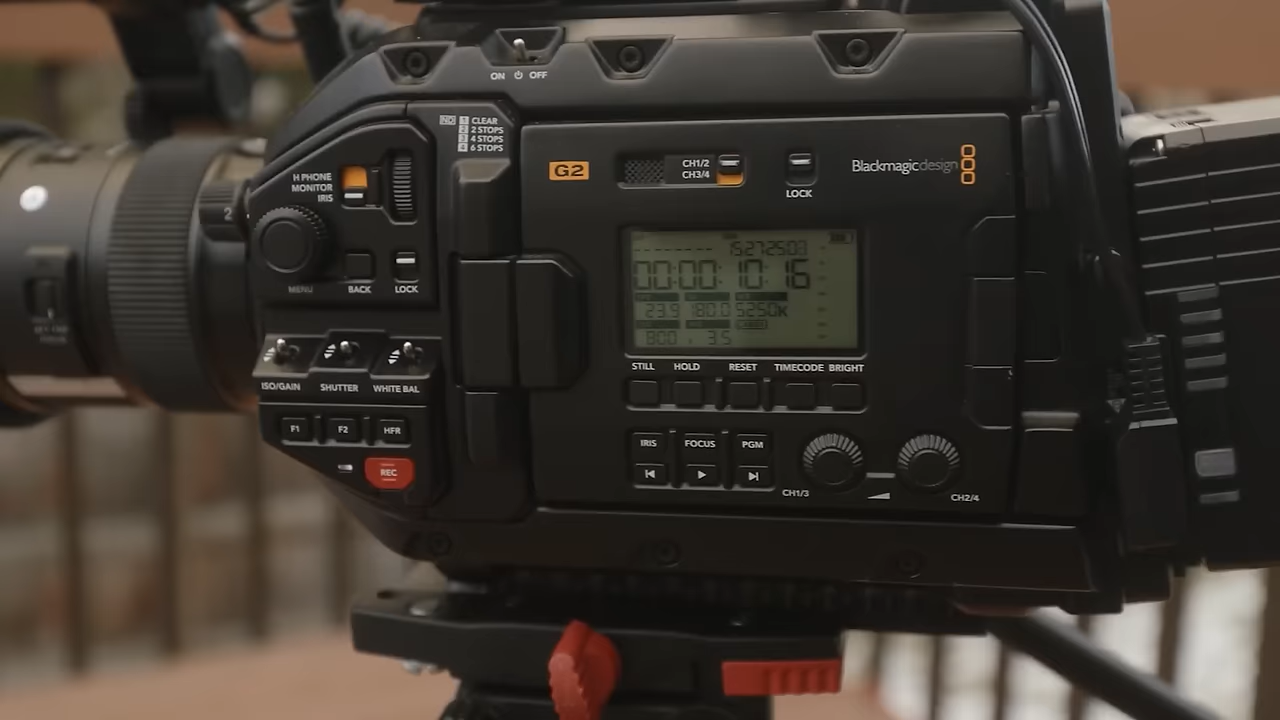 ON OFF
ND 1 CLEAR
2 2 STOPS
3 4 STOPS
4 6 STOPS
H PHONE
MONITOR
IRIS
2
MENU
BACK
LOCK
ISO/GAIN
SHUTTER
WHITE BAL
F1
F2
HFR
REC
G2
CH1/2
CH3/4
LOCK
Blackmagicdesign
00:00:10:16
23.9 180.0 5250K
800 3.5
STILL
HOLD
RESET
TIMECODE
BRIGHT
IRIS
FOCUS
PGM
CH1/3
CH2/4